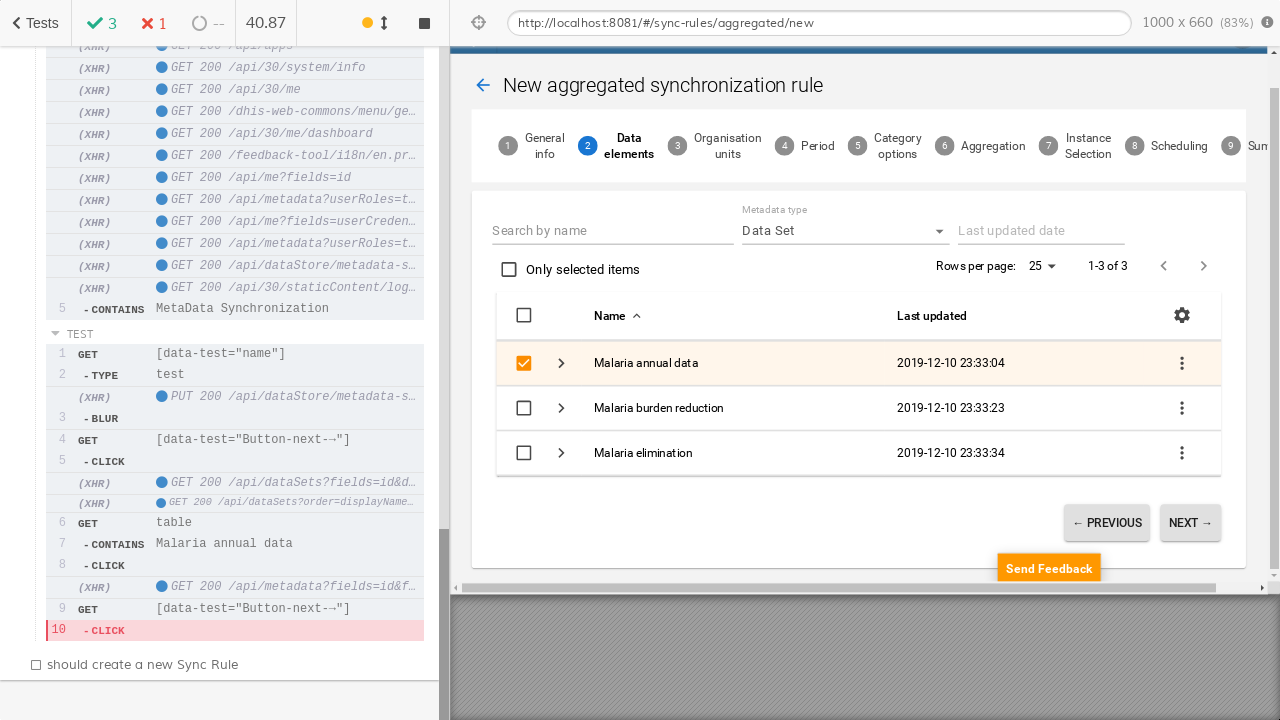 Tests
3
1
--
40.87
http://localhost:8081/#/sync-rules/aggregated/new
1000 x 660 (83%)
(XHR) GET 200 /api/apps
(XHR) GET 200 /api/30/system/info
(XHR) GET 200 /api/30/me
(XHR) GET 200 /dhis-web-commons/menu/ge…
(XHR) GET 200 /api/30/me/dashboard
(XHR) GET 200 /feedback-tool/i18n/en.pr…
(XHR) GET 200 /api/me?fields=id
(XHR) GET 200 /api/metadata?userRoles=t…
(XHR) GET 200 /api/me?fields=userCreden…
(XHR) GET 200 /api/metadata?userRoles=t…
(XHR) GET 200 /api/dataStore/metadata-s…
(XHR) GET 200 /api/30/staticContent/log…
5 -CONTAINS MetaData Synchronization
TEST
1 GET [data-test="name"]
2 -TYPE test
(XHR) PUT 200 /api/dataStore/metadata-s…
3 -BLUR
4 GET [data-test="Button-next-→"]
5 -CLICK
(XHR) GET 200 /api/dataSets?fields=id&d…
(XHR) GET 200 /api/dataSets?order=displayName…
6 GET table
7 -CONTAINS Malaria annual data
8 -CLICK
(XHR) GET 200 /api/metadata?fields=id&f…
9 GET [data-test="Button-next-→"]
10 -CLICK
should create a new Sync Rule
New aggregated synchronization rule
1 General info
2 Data elements
3 Organisation units
4 Period
5 Category options
6 Aggregation
7 Instance Selection
8 Scheduling
9 Sum
Search by name
Metadata type
Data Set
Last updated date
Only selected items
Rows per page: 25 1-3 of 3
Name Last updated
Malaria annual data 2019-12-10 23:33:04
Malaria burden reduction 2019-12-10 23:33:23
Malaria elimination 2019-12-10 23:33:34
← PREVIOUS NEXT →
Send Feedback